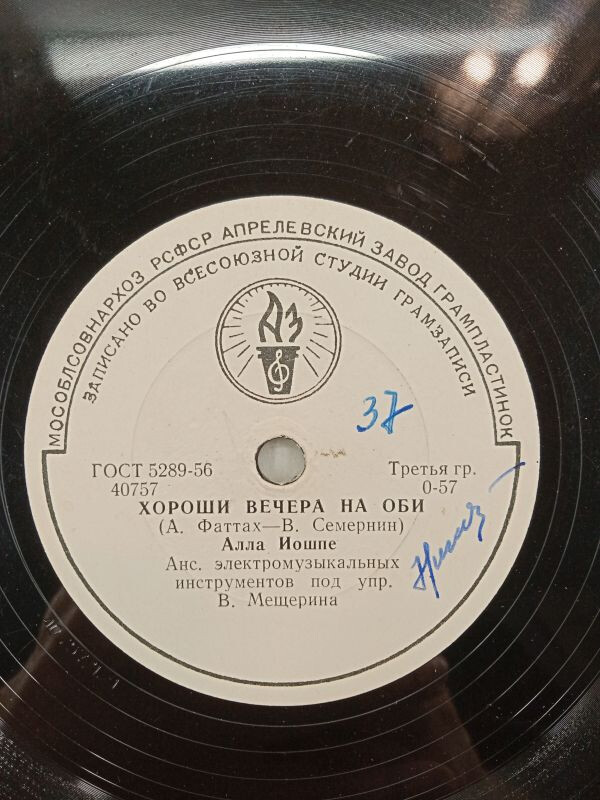 МОСОБЛСОВНАРХОЗ РСФСР АПРЕЛЕВСКИЙ ЗАВОД ГРАМПЛАСТИНОК
ЗАПИСАНО ВО ВСЕСОЮЗНОЙ СТУДИИ ГРАМЗАПИСИ
АЗ
37
ГОСТ 5289-56 Третья гр.
40757 0-57
ХОРОШИ ВЕЧЕРА НА ОБИ
(А. Фаттах—В. Семернин)
Алла Иошпе
Анс. электромузыкальных
инструментов под упр.
В. Мещерина